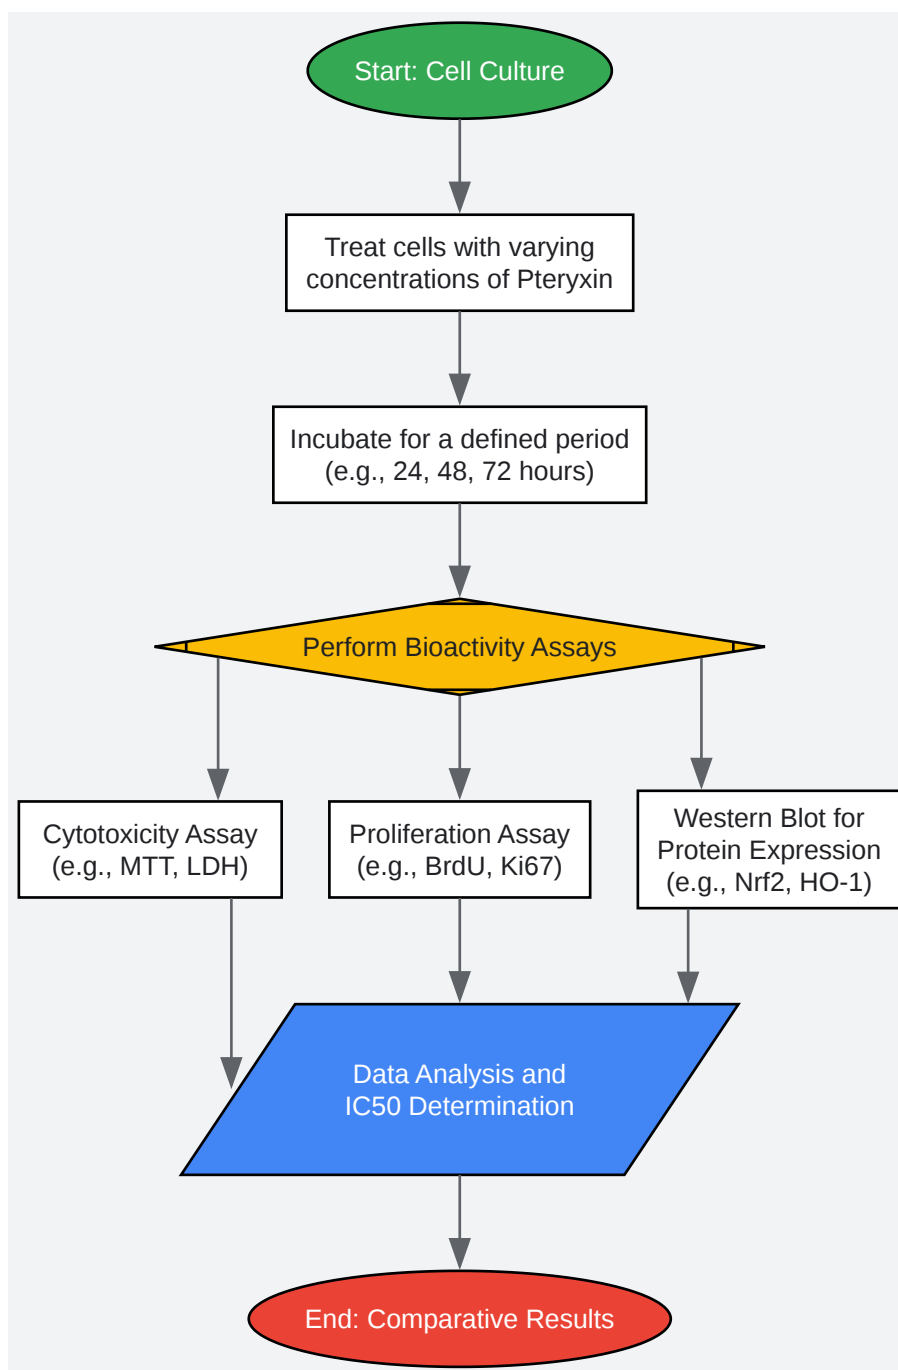 Start: Cell Culture
Treat cells with varying
concentrations of Pteryxin
Incubate for a defined period
(e.g., 24, 48, 72 hours)
Perform Bioactivity Assays
Cytotoxicity Assay
(e.g., MTT, LDH)
Proliferation Assay
(e.g., BrdU, Ki67)
Western Blot for
Protein Expression
(e.g., Nrf2, HO-1)
Data Analysis and
IC50 Determination
End: Comparative Results